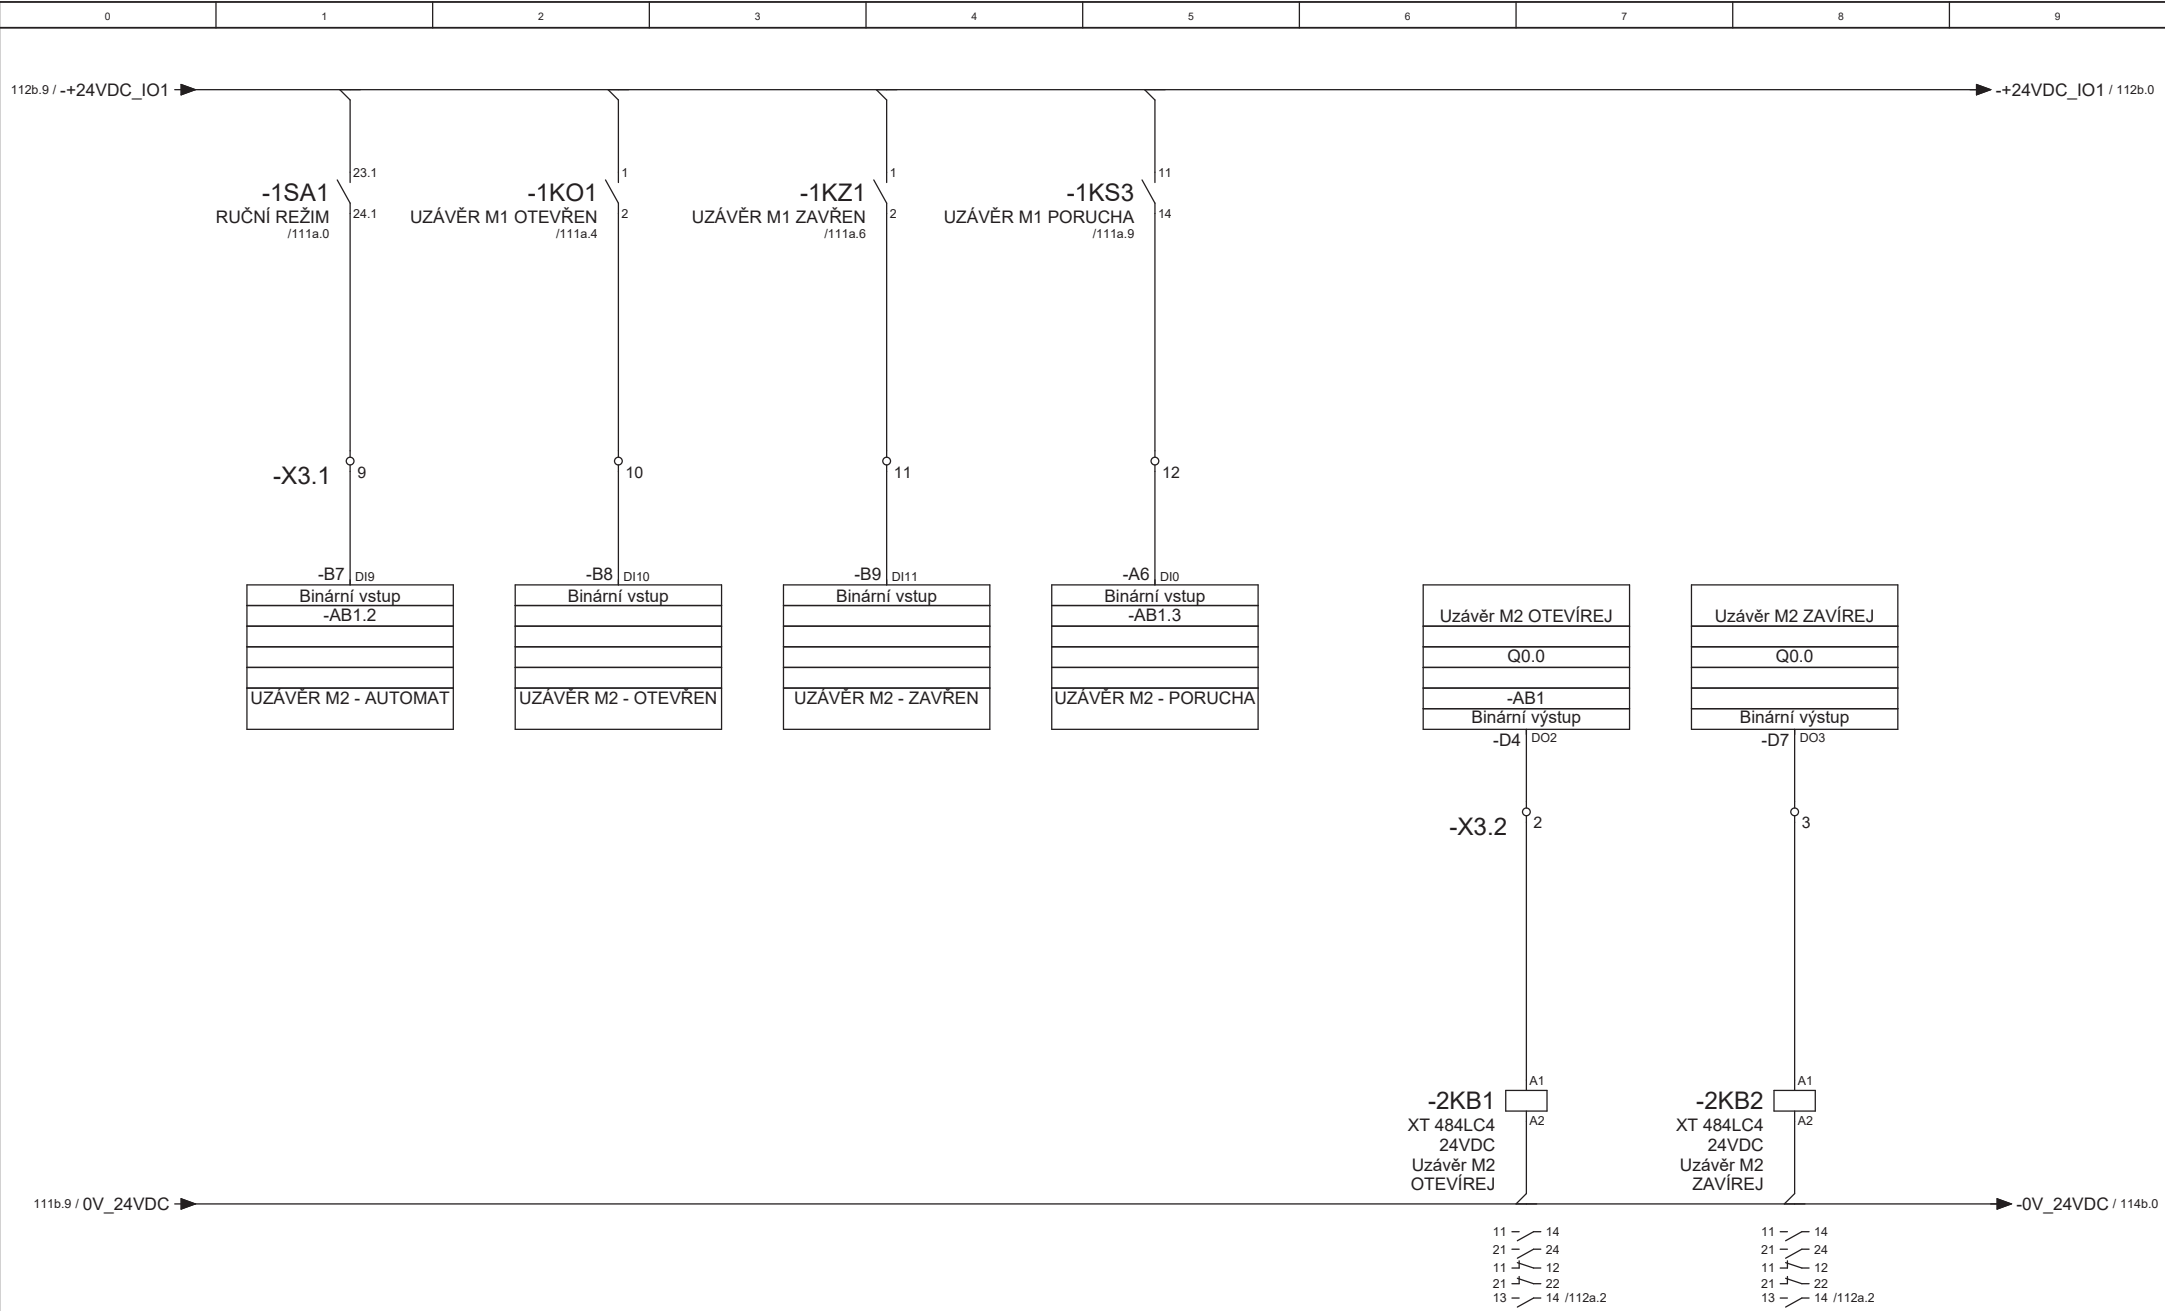 0 1 2 3 4 5 6 7 8 9
112b.9 / -+24VDC_IO1
-+24VDC_IO1 / 112b.0
-1SA1
RUČNÍ REŽIM
/111a.0
23.1
24.1
-1KO1
UZÁVĚR M1 OTEVŘEN
/111a.4
1
2
-1KZ1
UZÁVĚR M1 ZAVŘEN
/111a.6
1
2
-1KS3
UZÁVĚR M1 PORUCHA
/111a.9
11
14
-X3.1
9
10
11
12
-B7 DI9
Binární vstup
-AB1.2
UZÁVĚR M2 - AUTOMAT
-B8 DI10
Binární vstup
UZÁVĚR M2 - OTEVŘEN
-B9 DI11
Binární vstup
UZÁVĚR M2 - ZAVŘEN
-A6 DI0
Binární vstup
-AB1.3
UZÁVĚR M2 - PORUCHA
Uzávěr M2 OTEVÍREJ
Q0.0
-AB1
Binární výstup
-D4 DO2
Uzávěr M2 ZAVÍREJ
Q0.0
Binární výstup
-D7 DO3
-X3.2
2
3
-2KB1
XT 484LC4
24VDC
Uzávěr M2
OTEVÍREJ
A1
A2
-2KB2
XT 484LC4
24VDC
Uzávěr M2
ZAVÍREJ
A1
A2
111b.9 / 0V_24VDC
-0V_24VDC / 114b.0
11 14
21 24
11 12
21 22
13 14 /112a.2
11 14
21 24
11 12
21 22
13 14 /112a.2